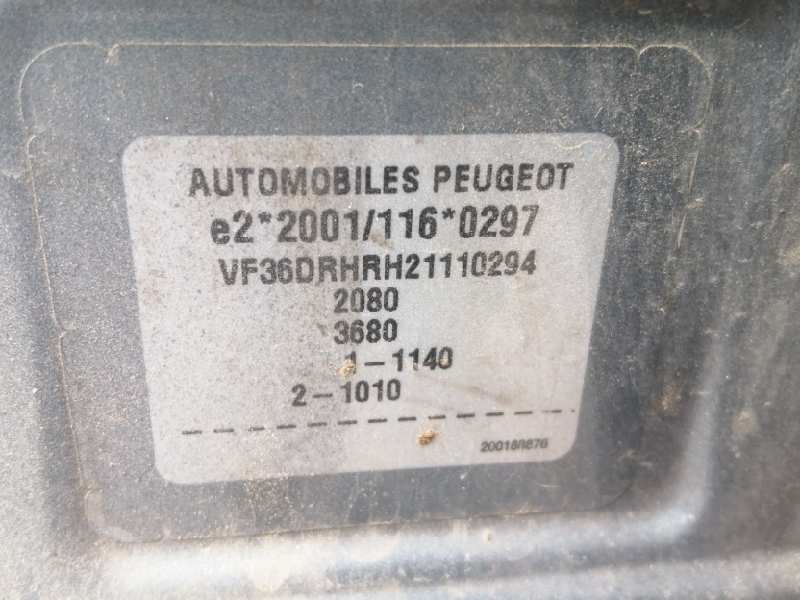 AUTOMOBILES PEUGEOT
e2*2001/116*0297
VF36DRHRH21110294
2080
3680
1-1140
2-1010